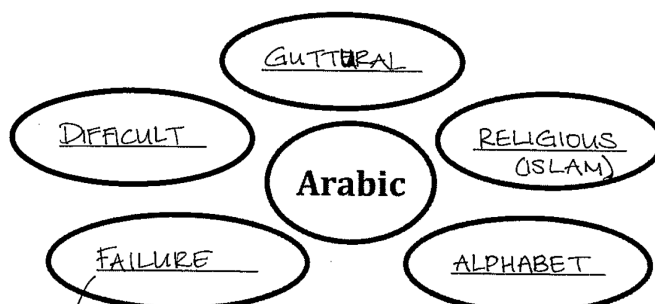 GUTTURAL
DIFFICULT
RELIGIOUS
(ISLAM)
Arabic
FAILURE
ALPHABET